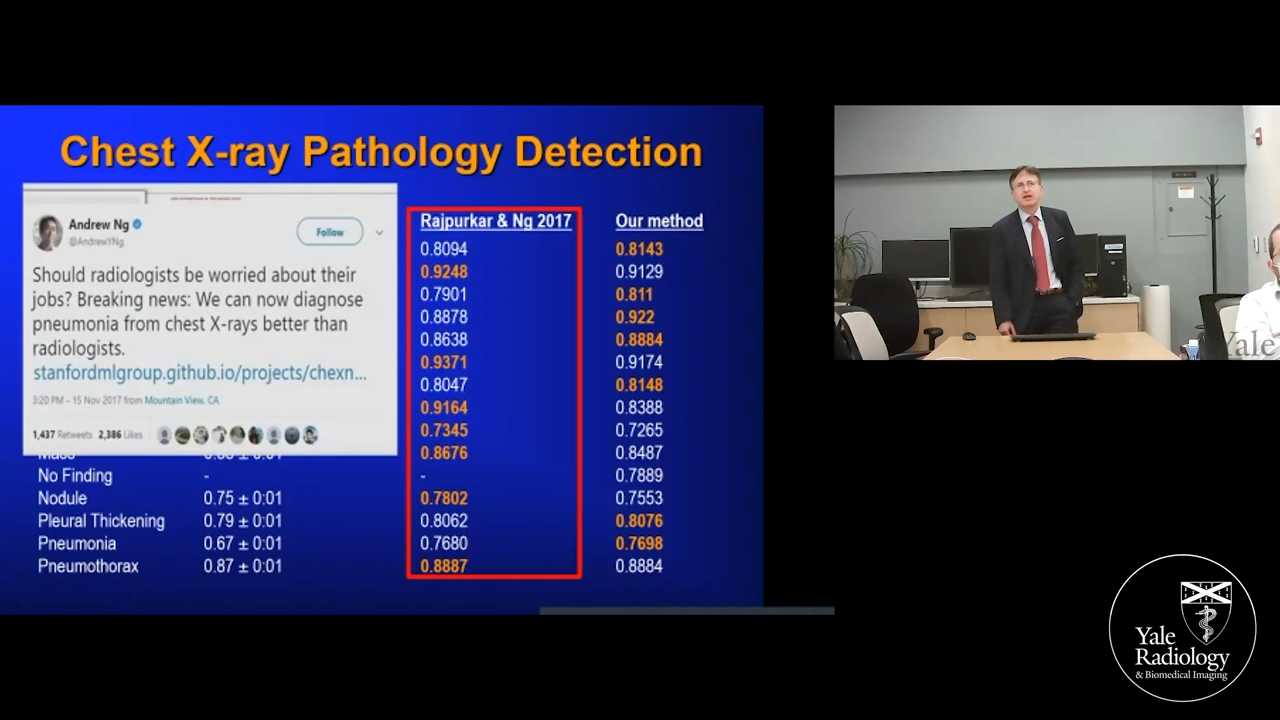 Chest X-ray Pathology Detection
Andrew Ng
@AndrewYNg
Follow
Should radiologists be worried about their
jobs? Breaking news: We can now diagnose
pneumonia from chest X-rays better than
radiologists.
stanfordmlgroup.github.io/projects/chexn...
3:20 PM - 15 Nov 2017 from Mountain View, CA
1,437 Retweets 2,386 Likes
Rajpurkar & Ng 2017 Our method
0.8094 0.8143
0.9248 0.9129
0.7901 0.811
0.8878 0.922
0.8638 0.8884
0.9371 0.9174
0.8047 0.8148
0.9164 0.8388
0.7345 0.7265
0.8676 0.8487
No Finding - - 0.7889
Nodule 0.75 ± 0:01 0.7802 0.7553
Pleural Thickening 0.79 ± 0:01 0.8062 0.8076
Pneumonia 0.67 ± 0:01 0.7680 0.7698
Pneumothorax 0.87 ± 0:01 0.8887 0.8884
Yale
Yale
Radiology
& Biomedical Imaging